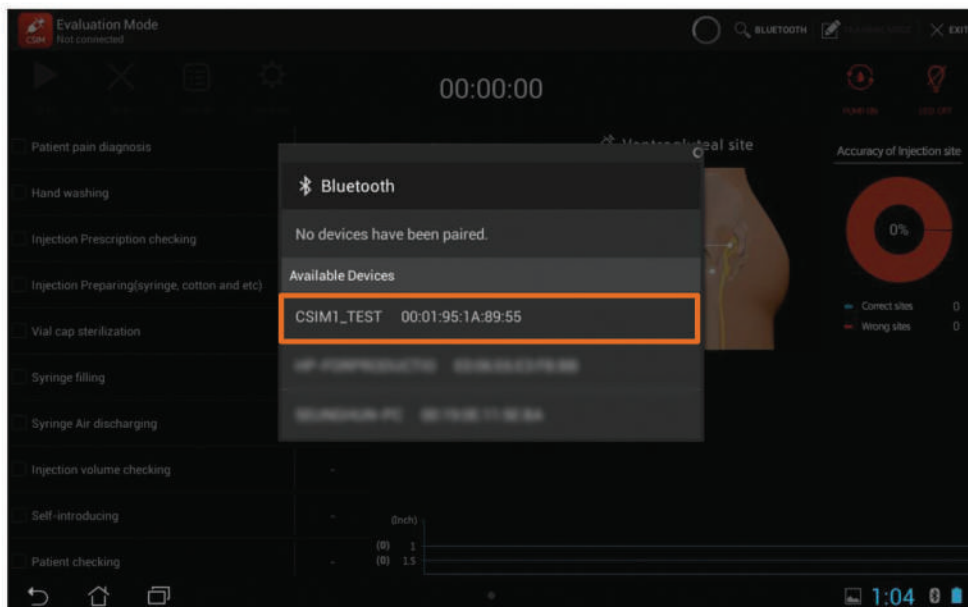 Evaluation Mode
CSIM
Not connected
BLUETOOTH
EXIT
00:00:00
Patient pain diagnosis
Hand washing
Injection Prescription checking
Injection Preparing(syringe, cotton and etc)
Vial cap sterilization
Syringe filling
Syringe Air discharging
Injection volume checking
Self-introducing
Patient checking
Ventrogluteal site
Bluetooth
No devices have been paired.
Available Devices
CSIM1_TEST 00:01:95:1A:89:55
Accuracy of Injection site
0%
Correct sites 0
Wrong sites 0
(Inch)
(0) 1
(0) 1.5
1:04